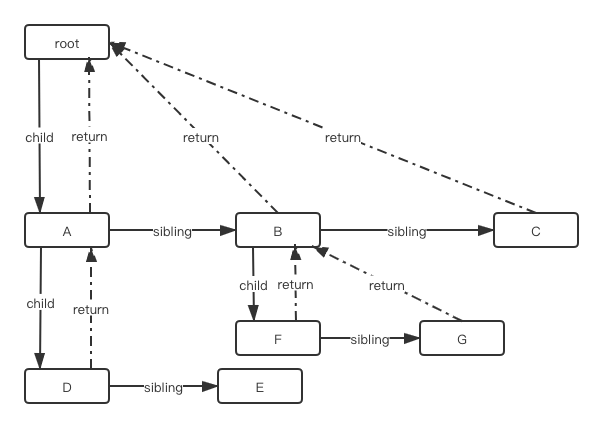 root
child
return
return
return
A
sibling
B
sibling
C
child
return
child
return
return
F
sibling
G
D
sibling
E